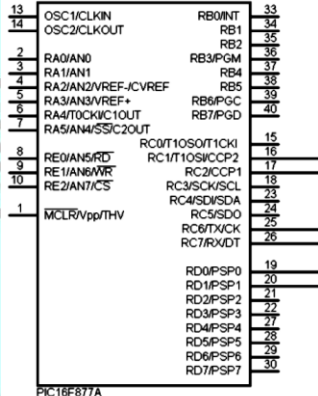 13 OSC1/CLKIN RB0/INT 33
14 OSC2/CLKOUT RB1 34
RB2 35
2 RA0/AN0 RB3/PGM 36
3 RA1/AN1 RB4 37
4 RA2/AN2/VREF-/CVREF RB5 38
5 RA3/AN3/VREF+ RB6/PGC 39
6 RA4/T0CKI/C1OUT RB7/PGD 40
7 RA5/AN4/SS/C2OUT
RC0/T1OSO/T1CKI 15
8 RE0/AN5/RD RC1/T1OSI/CCP2 16
9 RE1/AN6/WR RC2/CCP1 17
10 RE2/AN7/CS RC3/SCK/SCL 18
RC4/SDI/SDA 23
1 MCLR/Vpp/THV RC5/SDO 24
RC6/TX/CK 25
RC7/RX/DT 26
RD0/PSP0 19
RD1/PSP1 20
RD2/PSP2 21
RD3/PSP3 22
RD4/PSP4 27
RD5/PSP5 28
RD6/PSP6 29
RD7/PSP7 30
PIC16F877A